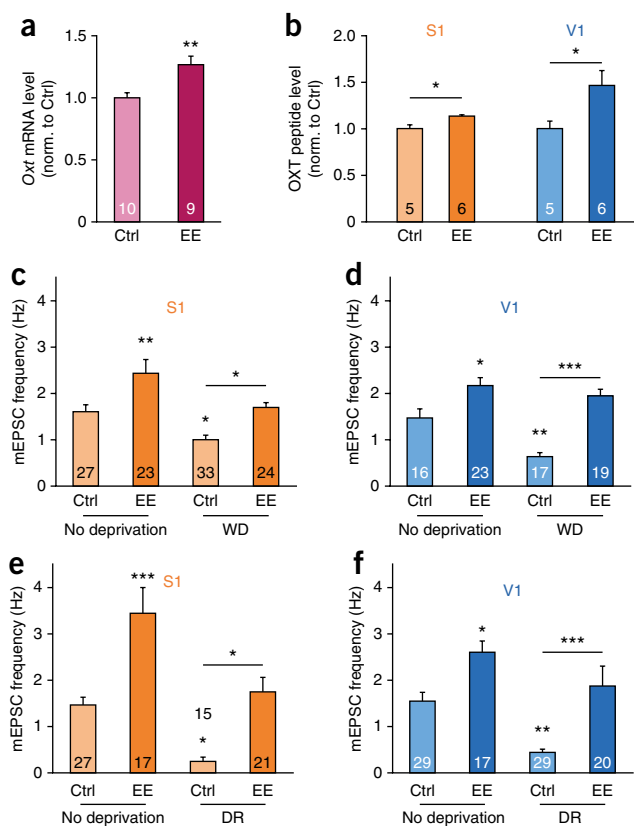 a
Oxt mRNA level
(norm. to Ctrl)
1.5
1.0
0.5
0
**
10
9
Ctrl
EE
b
S1
V1
OXT peptide level
(norm. to Ctrl)
2.0
1.5
1.0
0.5
0
*
*
5
6
5
6
Ctrl
EE
Ctrl
EE
c
S1
mEPSC frequency (Hz)
4
3
2
1
0
**
*
*
27
23
33
24
Ctrl
EE
Ctrl
EE
No deprivation
WD
d
V1
mEPSC frequency (Hz)
4
3
2
1
0
*
***
**
16
23
17
19
Ctrl
EE
Ctrl
EE
No deprivation
WD
e
S1
mEPSC frequency (Hz)
4
3
2
1
0
***
*
15
*
27
17
21
Ctrl
EE
Ctrl
EE
No deprivation
DR
f
V1
mEPSC frequency (Hz)
4
3
2
1
0
*
***
**
29
17
29
20
Ctrl
EE
Ctrl
EE
No deprivation
DR